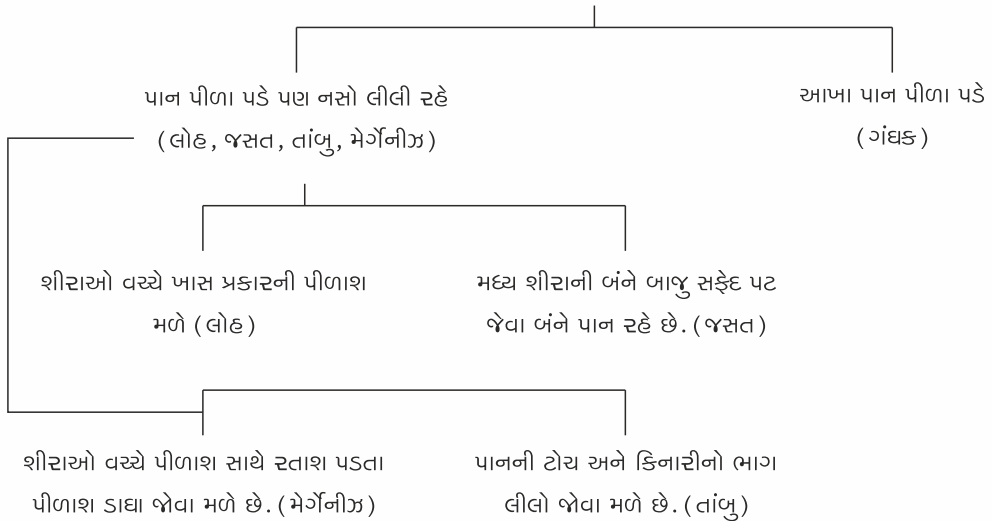 પાન પીળા પડે પણ નસો લીલી રહે
(લોહ, જસત, તાંબુ, મેગેઁનીઝ)
આખા પાન પીળા પડે
(ગંધક)
શીરાઓ વચ્ચે ખાસ પ્રકારની પીળાશ
મળે (લોહ)
મધ્ય શીરાની બંને બાજુ સફેદ પટ
જેવા બંને પાન રહે છે. (જસત)
શીરાઓ વચ્ચે પીળાશ સાથે રતાશ પડતા
પીળાશ ડાઘા જોવા મળે છે. (મેગેઁનીઝ)
પાનની ટોચ અને કિનારીનો ભાગ
લીલો જોવા મળે છે. (તાંબુ)